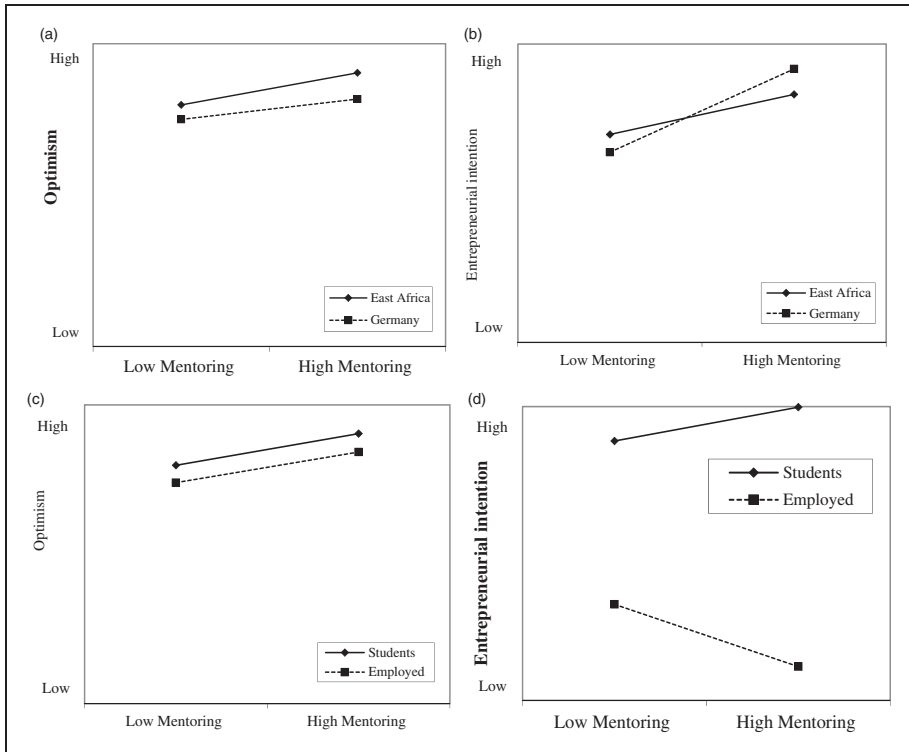 (a)
High
Optimism
Low
East Africa
Germany
Low Mentoring
High Mentoring
(b)
High
Entrepreneurial intention
Low
East Africa
Germany
Low Mentoring
High Mentoring
(c)
High
Optimism
Low
Students
Employed
Low Mentoring
High Mentoring
(d)
High
Entrepreneurial intention
Low
Students
Employed
Low Mentoring
High Mentoring